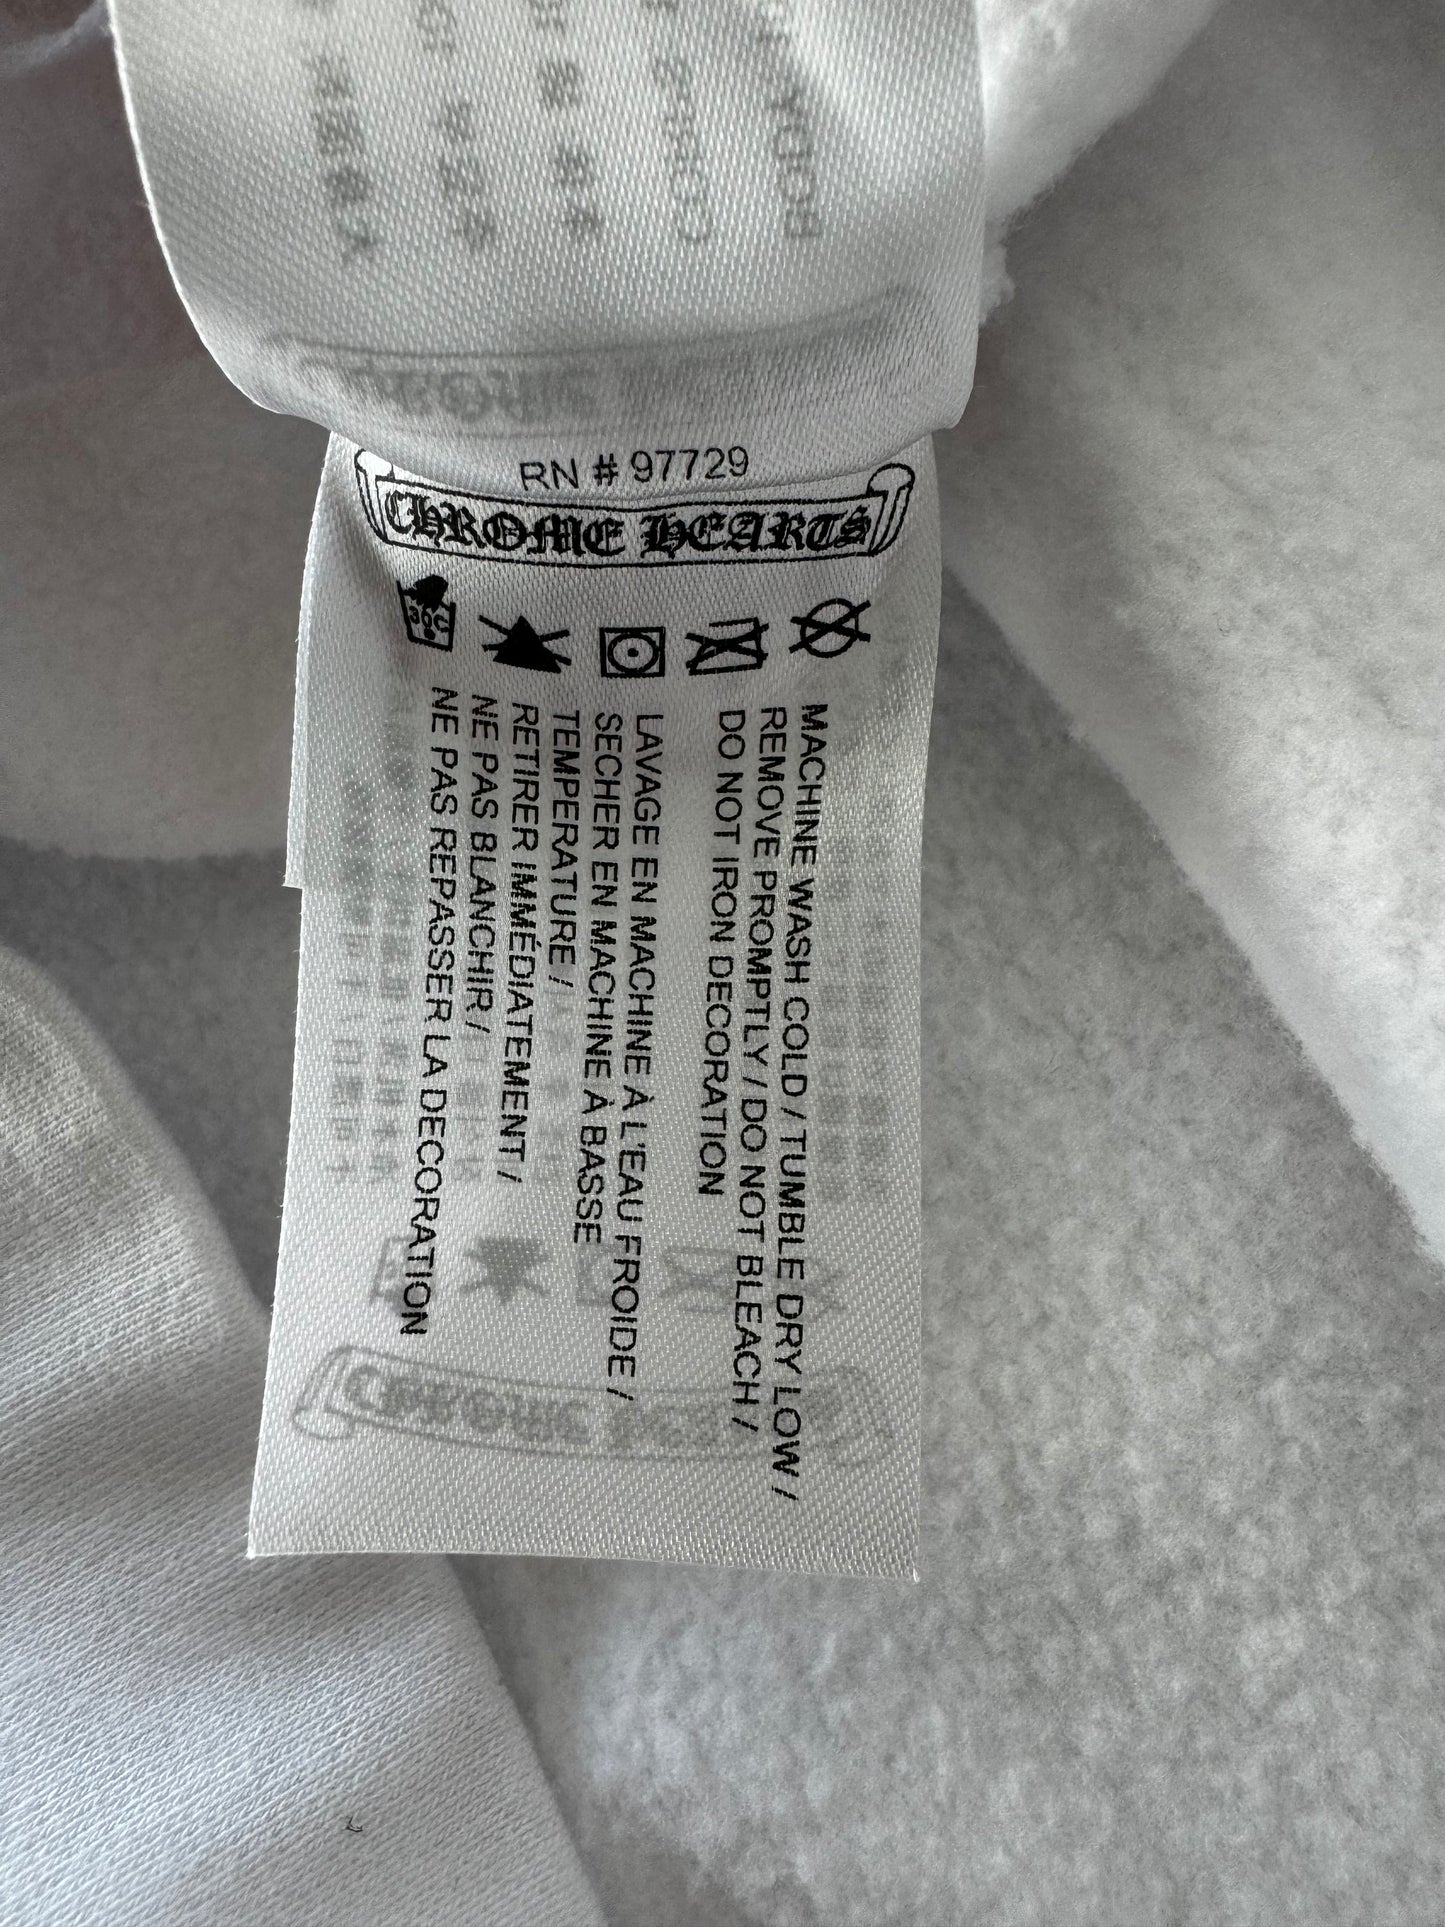 RN # 97729
CHROME HEARTS
30C
MACHINE WASH COLD / TUMBLE DRY LOW /
REMOVE PROMPTLY / DO NOT BLEACH /
DO NOT IRON DECORATION
LAVAGE EN MACHINE À L'EAU FROIDE /
SECHER EN MACHINE À BASSE
TEMPERATURE /
RETIRER IMMÉDIATEMENT /
NE PAS BLANCHIR /
NE PAS REPASSER LA DECORATION